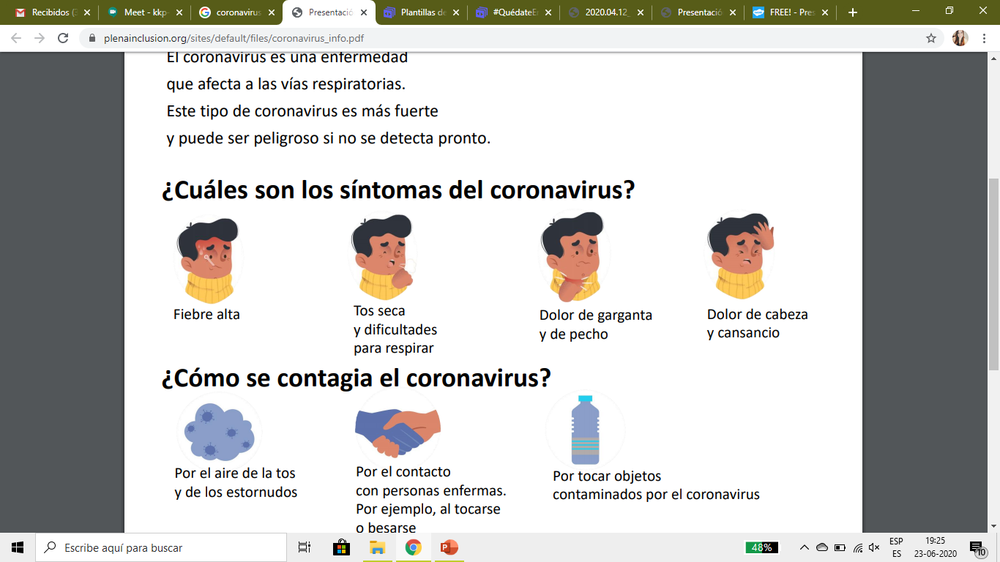 Recibidos (3
Meet - kkp-
coronavirus
Presentació
Plantillas de
#QuédateEn
2020.04.12_
Presentació
FREE! - Pres
plenainclusion.org/sites/default/files/coronavirus_info.pdf
El coronavirus es una enfermedad
que afecta a las vías respiratorias.
Este tipo de coronavirus es más fuerte
y puede ser peligroso si no se detecta pronto.
¿Cuáles son los síntomas del coronavirus?
Fiebre alta
Tos seca
y dificultades
para respirar
Dolor de garganta
y de pecho
Dolor de cabeza
y cansancio
¿Cómo se contagia el coronavirus?
Por el aire de la tos
y de los estornudos
Por el contacto
con personas enfermas.
Por ejemplo, al tocarse
o besarse
Por tocar objetos
contaminados por el coronavirus
Escribe aquí para buscar
48%
ESP
ES
19:25
23-06-2020
10